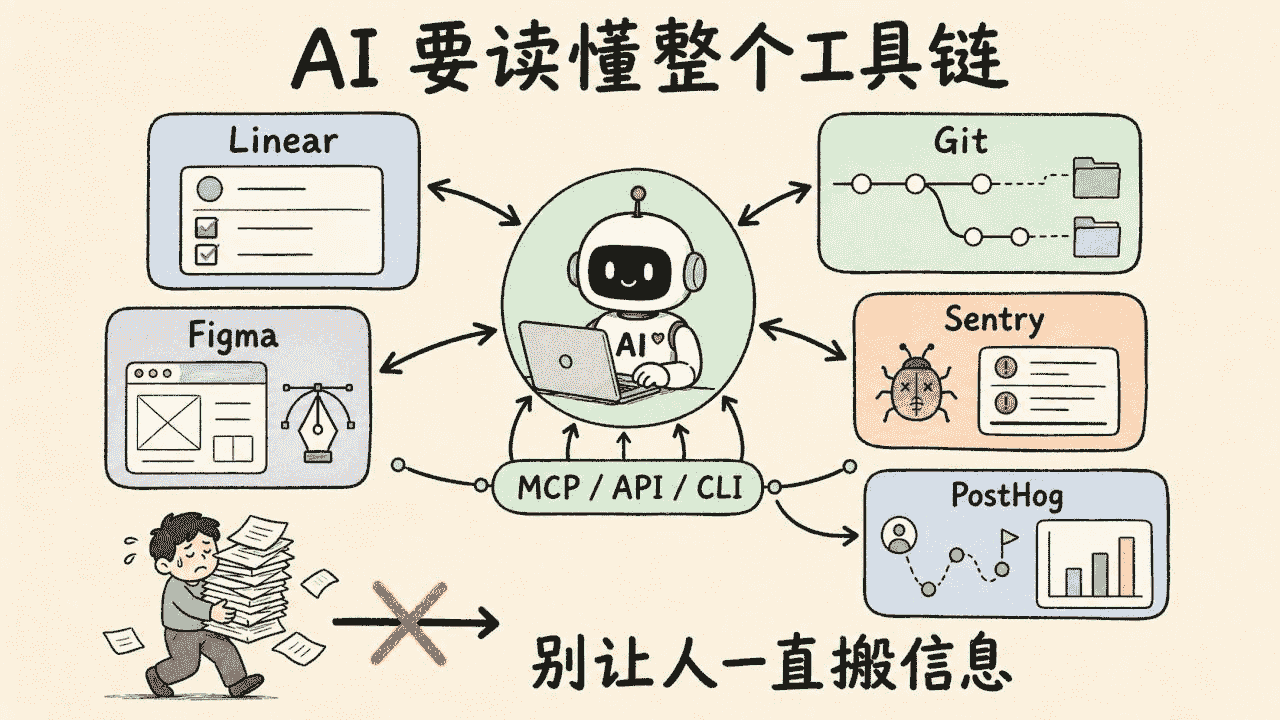 AI 要读懂整个工具链
Linear
Git
Figma
Sentry
AI
MCP / API / CLI
PostHog
别让人一直搬信息